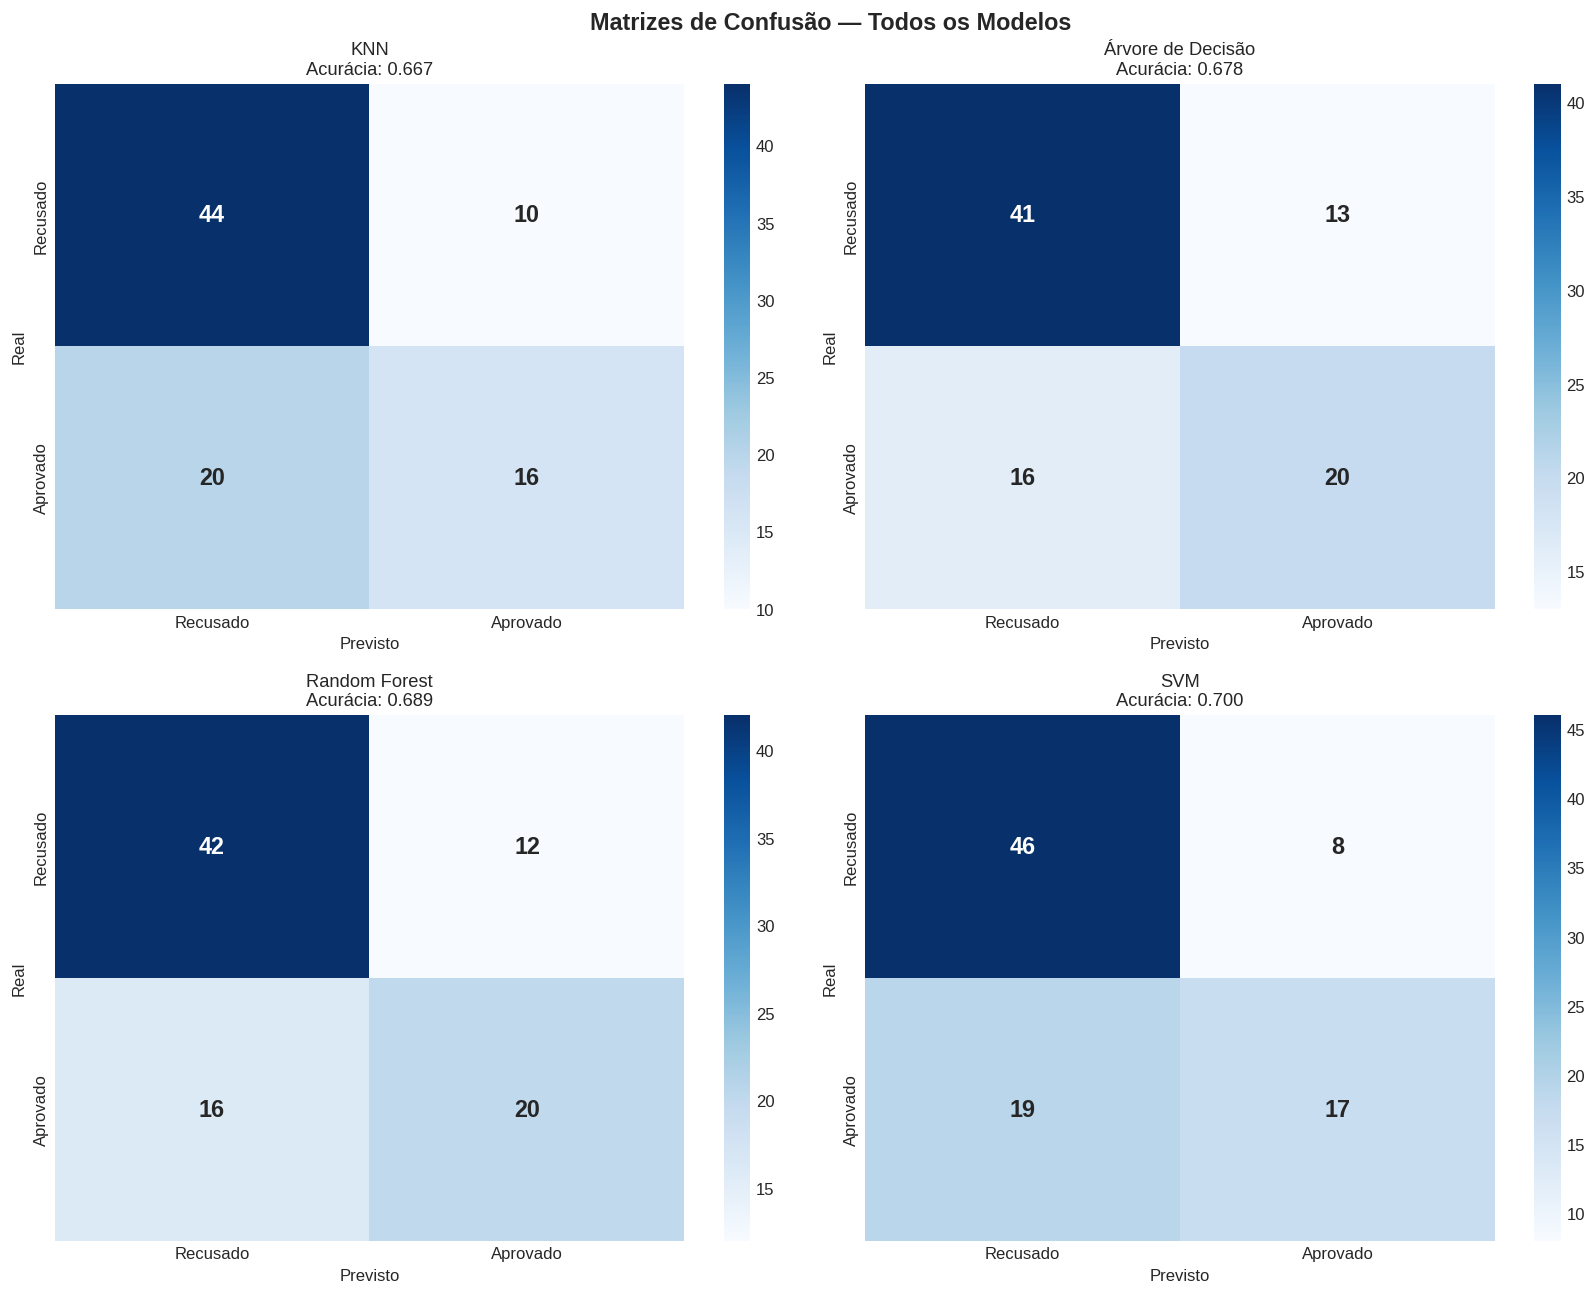 Matrizes de Confusão — Todos os Modelos
KNN
Acurácia: 0.667
Real
Recusado
Aprovado
44
10
20
16
Recusado
Aprovado
Previsto
40
35
30
25
20
15
10
Árvore de Decisão
Acurácia: 0.678
Real
Recusado
Aprovado
41
13
16
20
Recusado
Aprovado
Previsto
40
35
30
25
20
15
Random Forest
Acurácia: 0.689
Real
Recusado
Aprovado
42
12
16
20
Recusado
Aprovado
Previsto
40
35
30
25
20
15
SVM
Acurácia: 0.700
Real
Recusado
Aprovado
46
8
19
17
Recusado
Aprovado
Previsto
45
40
35
30
25
20
15
10